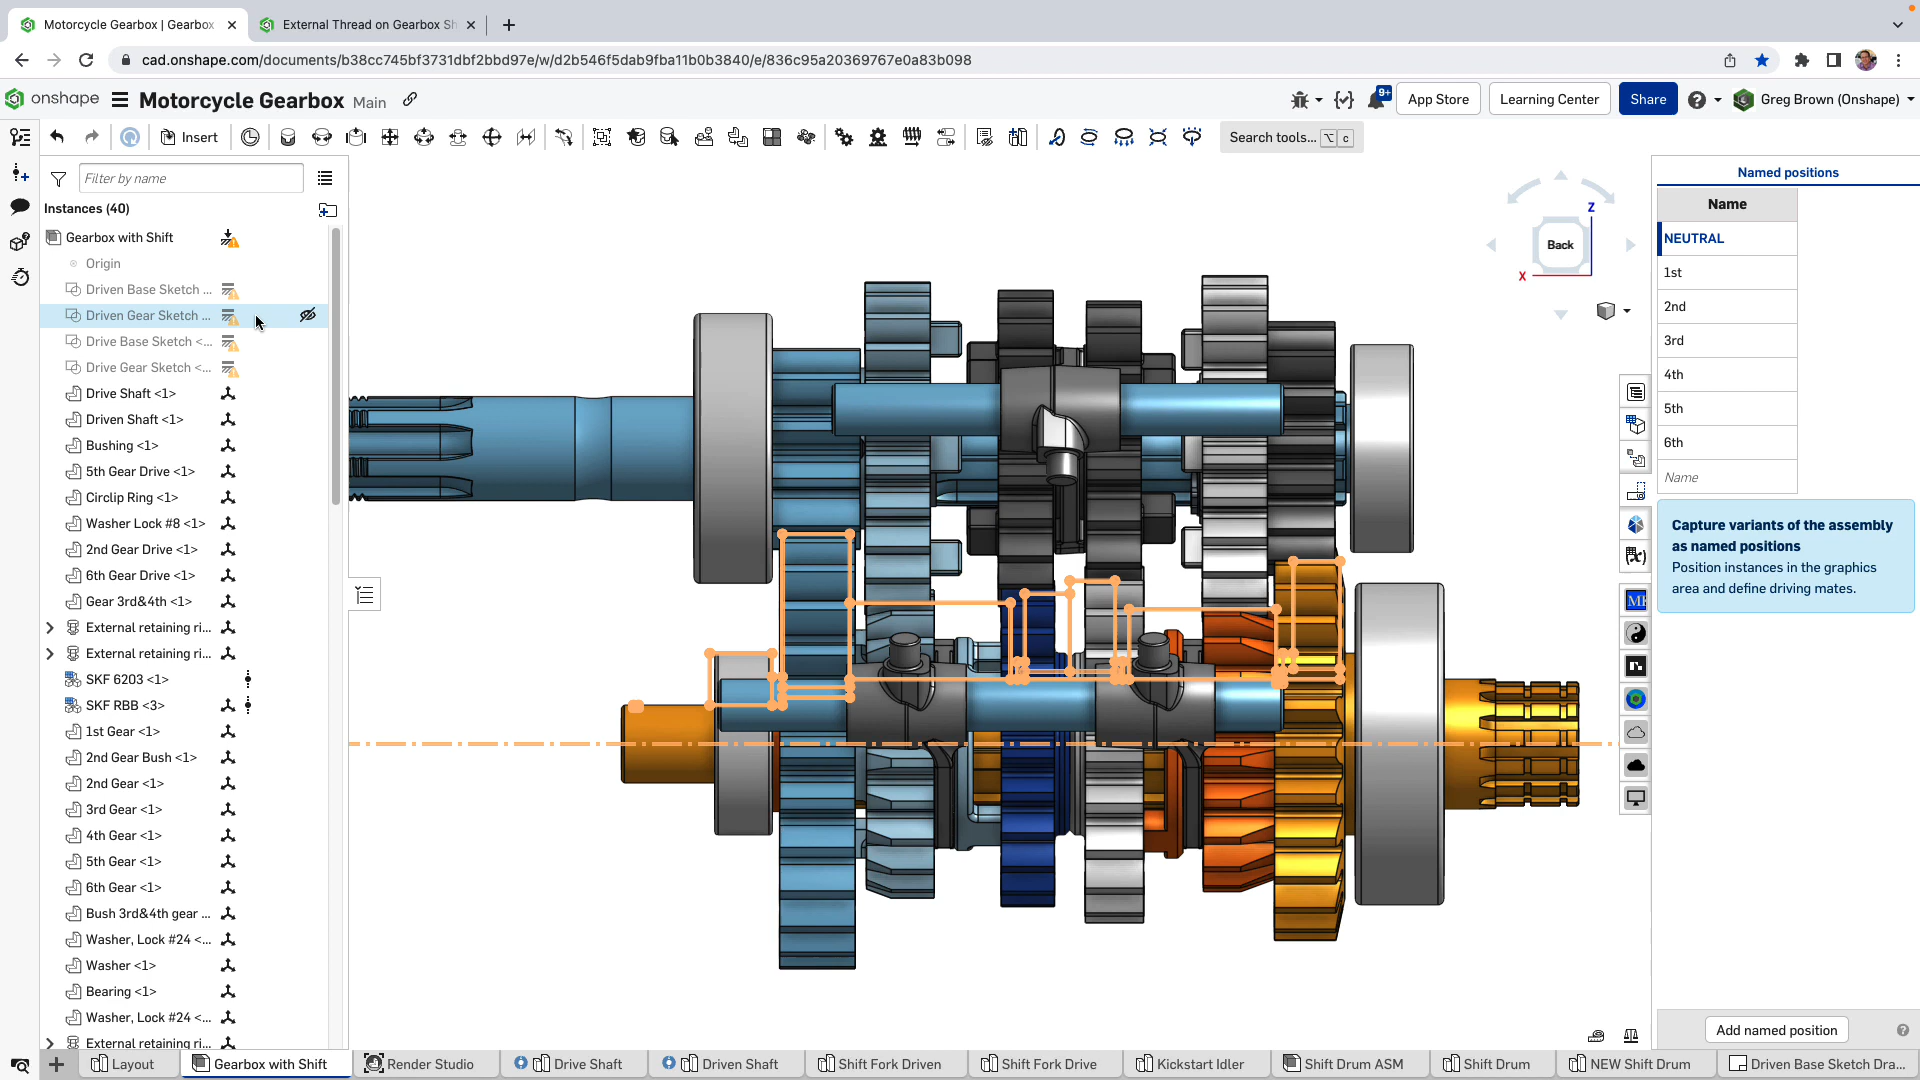 Motorcycle Gearbox | Gearbox
External Thread on Gearbox Sh
cad.onshape.com/documents/b38cc745bf3731dbf2bbd97e/w/d2b546f5dab9fba11b0b3840/e/836c95a20369767e0a83b098
onshape Motorcycle Gearbox Main
9+
App Store
Learning Center
Share
Greg Brown (Onshape)
Insert
Search tools... ⌥ c
Filter by name
Instances (40)
Gearbox with Shift
Origin
Driven Base Sketch ...
Driven Gear Sketch ...
Drive Base Sketch <...
Drive Gear Sketch <...
Drive Shaft <1>
Driven Shaft <1>
Bushing <1>
5th Gear Drive <1>
Circlip Ring <1>
Washer Lock #8 <1>
2nd Gear Drive <1>
6th Gear Drive <1>
Gear 3rd&4th <1>
External retaining ri...
External retaining ri...
SKF 6203 <1>
SKF RBB <3>
1st Gear <1>
2nd Gear Bush <1>
2nd Gear <1>
3rd Gear <1>
4th Gear <1>
5th Gear <1>
6th Gear <1>
Bush 3rd&4th gear ...
Washer, Lock #24 <...
Washer <1>
Bearing <1>
Washer, Lock #24 <...
External retaining ri...
Z
Back
X
Named positions
Name
NEUTRAL
1st
2nd
3rd
4th
5th
6th
Name
Capture variants of the assembly
as named positions
Position instances in the graphics
area and define driving mates.
Add named position
Layout
Gearbox with Shift
Render Studio
Drive Shaft
Driven Shaft
Shift Fork Driven
Shift Fork Drive
Kickstart Idler
Shift Drum ASM
Shift Drum
NEW Shift Drum
Driven Base Sketch Dra...